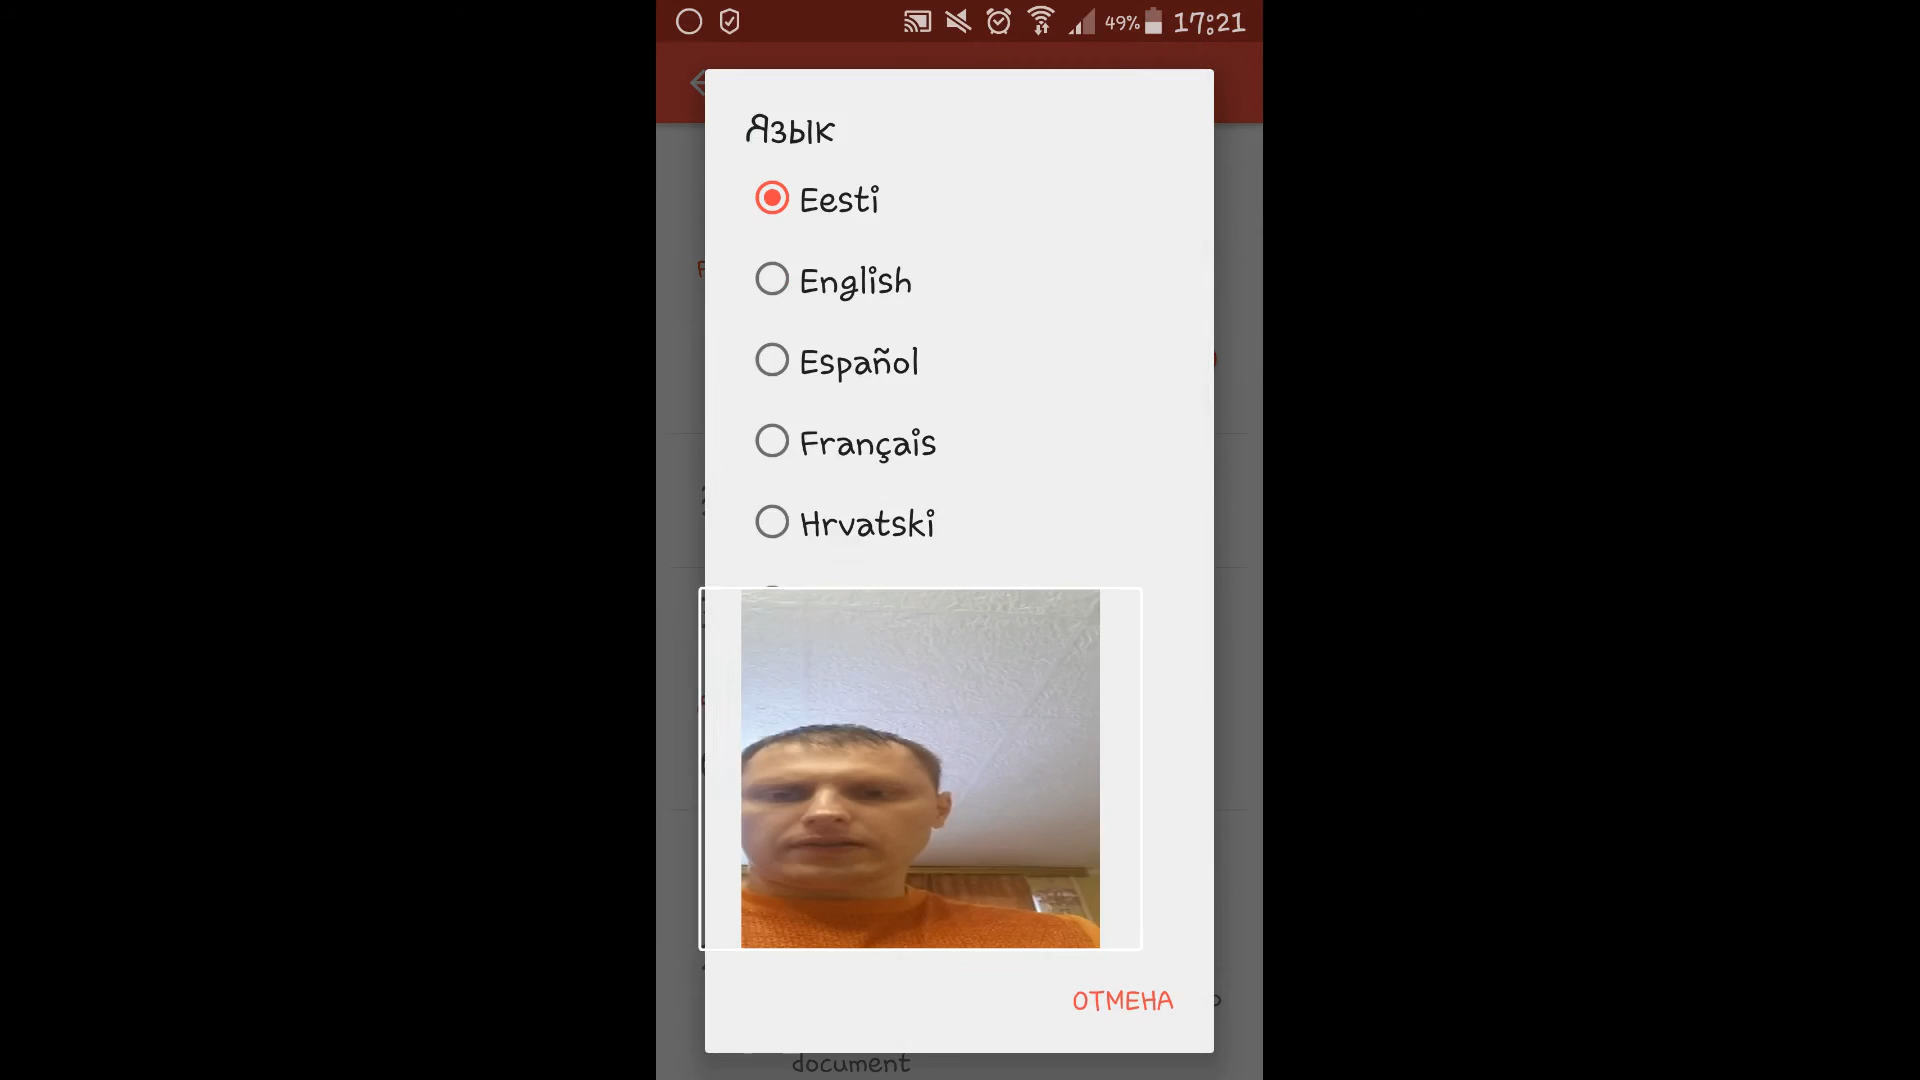 49% 17:21
Язык
Eesti
English
Español
Français
Hrvatski
ОТМЕНА
document